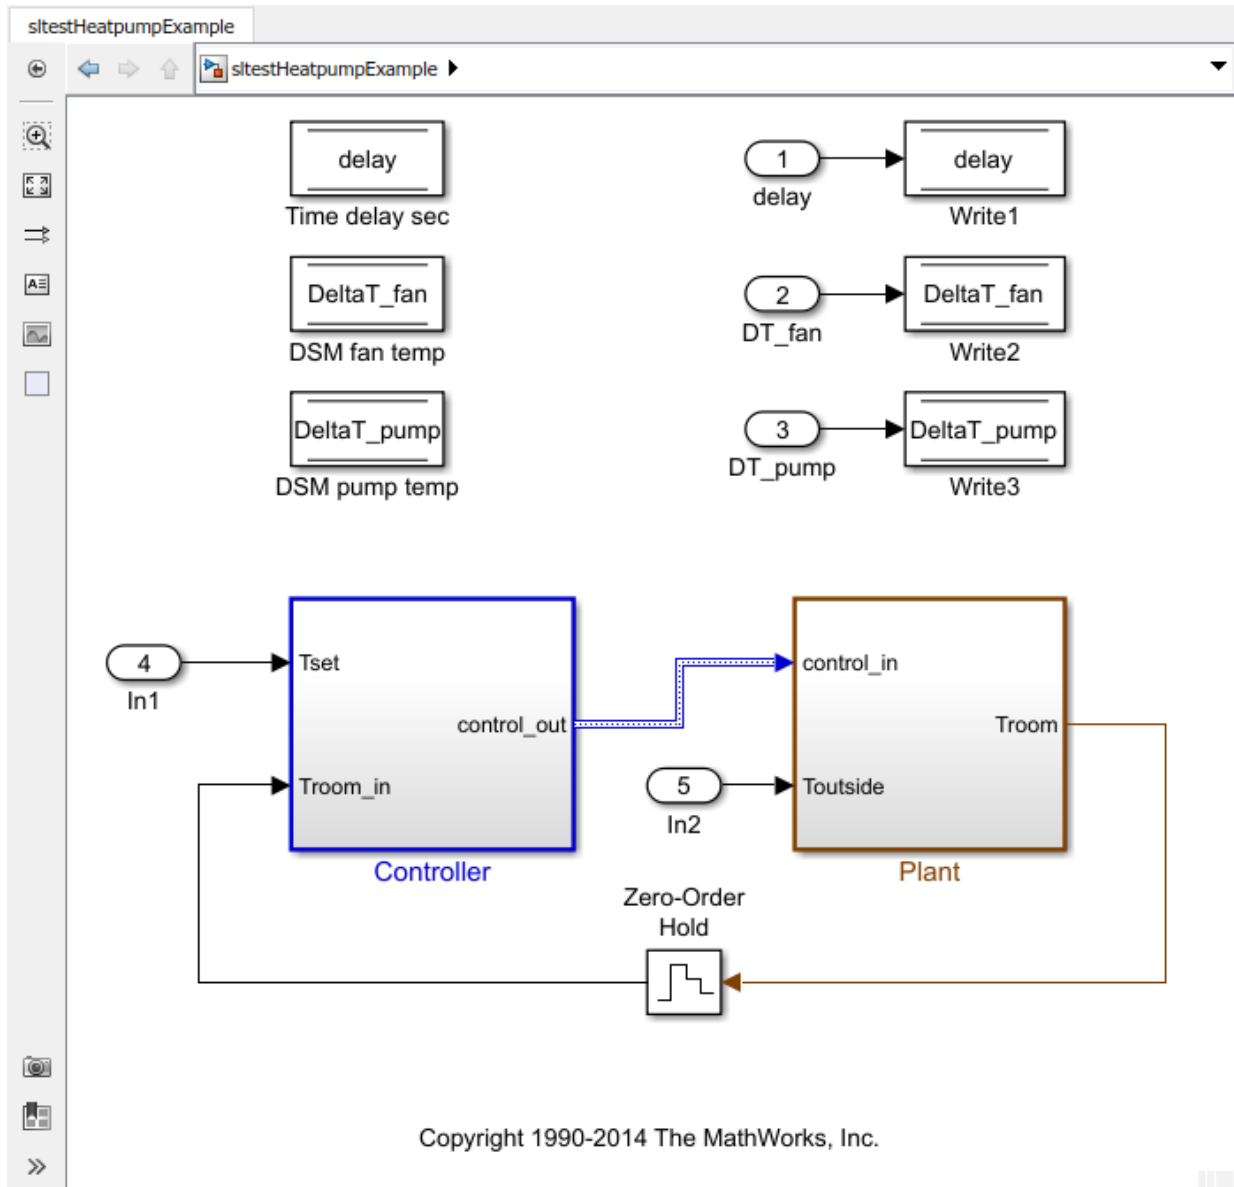 sltestHeatpumpExample
sltestHeatpumpExample
delay
Time delay sec
1
delay
delay
Write1
DeltaT_fan
DSM fan temp
2
DT_fan
DeltaT_fan
Write2
DeltaT_pump
DSM pump temp
3
DT_pump
DeltaT_pump
Write3
4
In1
Tset
Troom_in
control_out
Controller
control_in
Toutside
Troom
Plant
5
In2
Zero-Order
Hold
Copyright 1990-2014 The MathWorks, Inc.